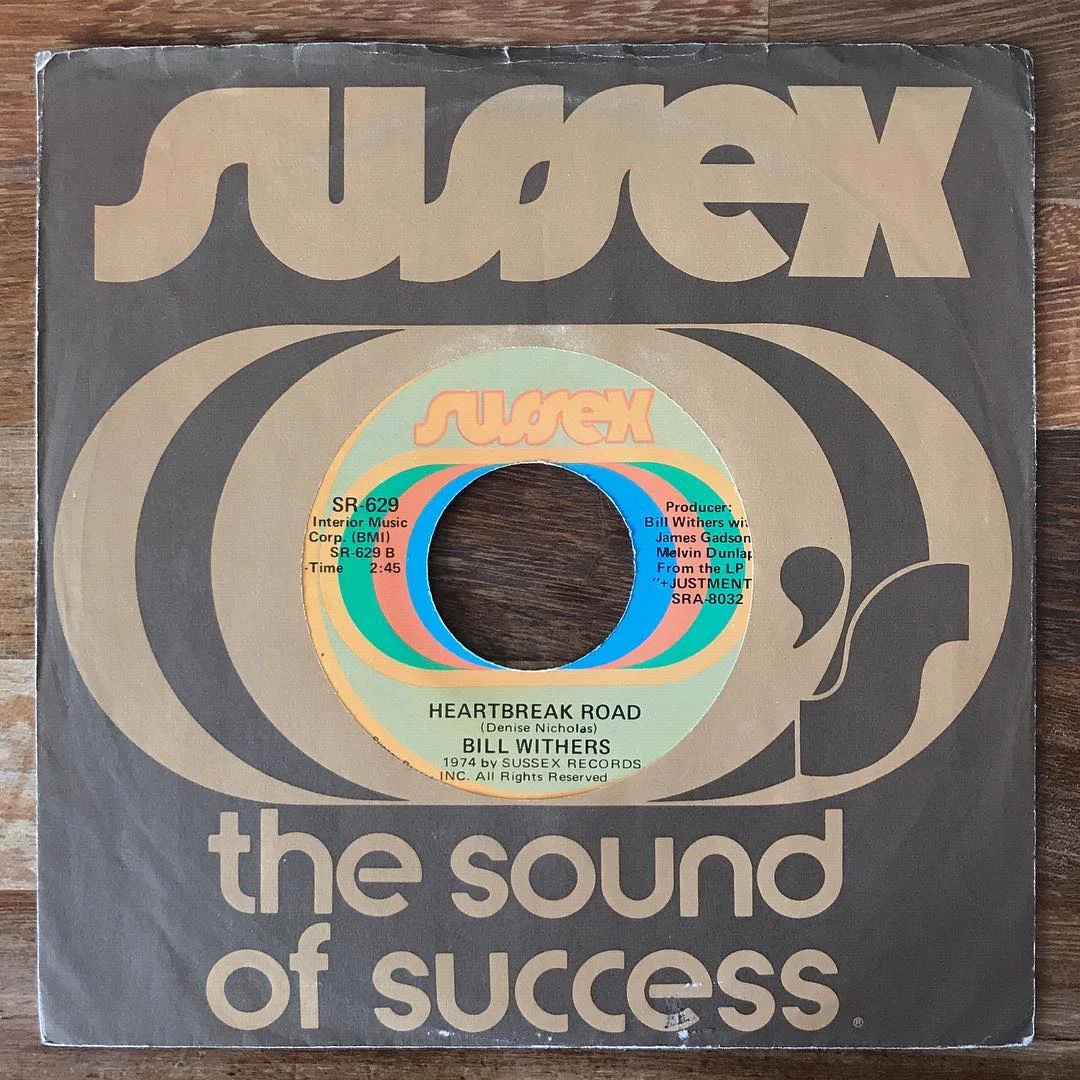 sussex
sussex
SR-629
Interior Music
Corp. (BMI)
SR-629 B
-Time 2:45
Producer:
Bill Withers
James Gadson
Melvin Dunlap
From the LP
"+JUSTMENT
SRA-8032
's
HEARTBREAK ROAD
(Denise Nicholas)
BILL WITHERS
1974 by SUSSEX RECORDS
INC. All Rights Reserved
the sound
of success
®